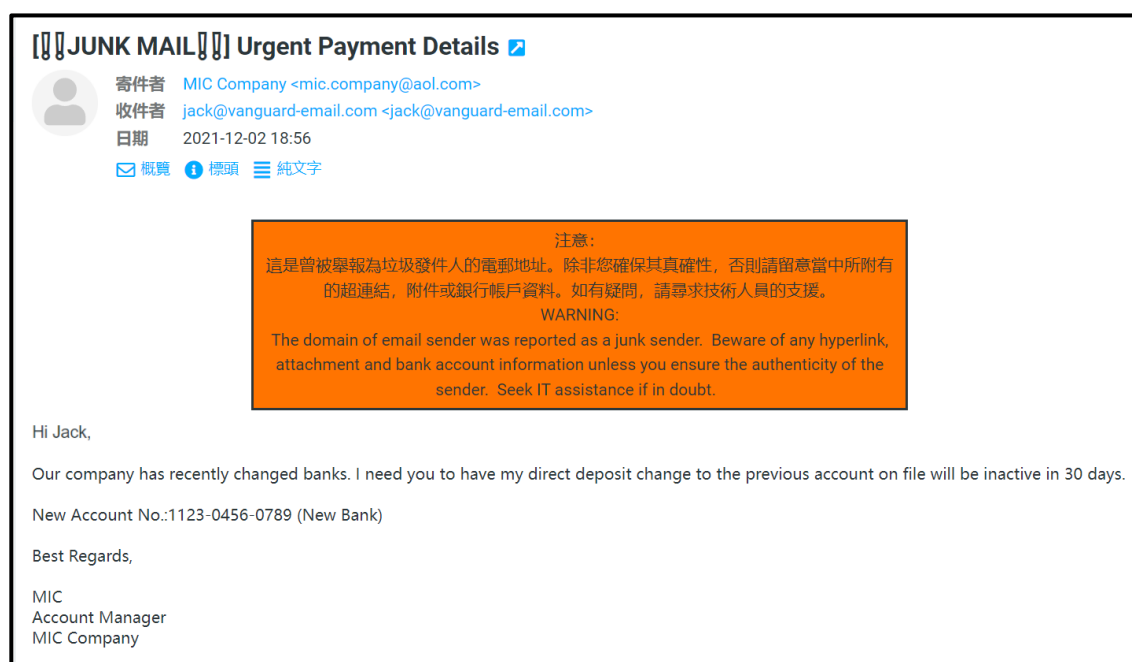 [‼JUNK MAIL‼] Urgent Payment Details
寄件者 MIC Company <mic.company@aol.com>
收件者 jack@vanguard-email.com <jack@vanguard-email.com>
日期 2021-12-02 18:56
概覽 標頭 純文字
注意：
這是曾被舉報為垃圾發件人的電郵地址。除非您確保其真確性，否則請留意當中所附有
的超連結，附件或銀行帳戶資料。如有疑問，請尋求技術人員的支援。
WARNING:
The domain of email sender was reported as a junk sender. Beware of any hyperlink,
attachment and bank account information unless you ensure the authenticity of the
sender. Seek IT assistance if in doubt.
Hi Jack,
Our company has recently changed banks. I need you to have my direct deposit change to the previous account on file will be inactive in 30 days.
New Account No.:1123-0456-0789 (New Bank)
Best Regards,
MIC
Account Manager
MIC Company